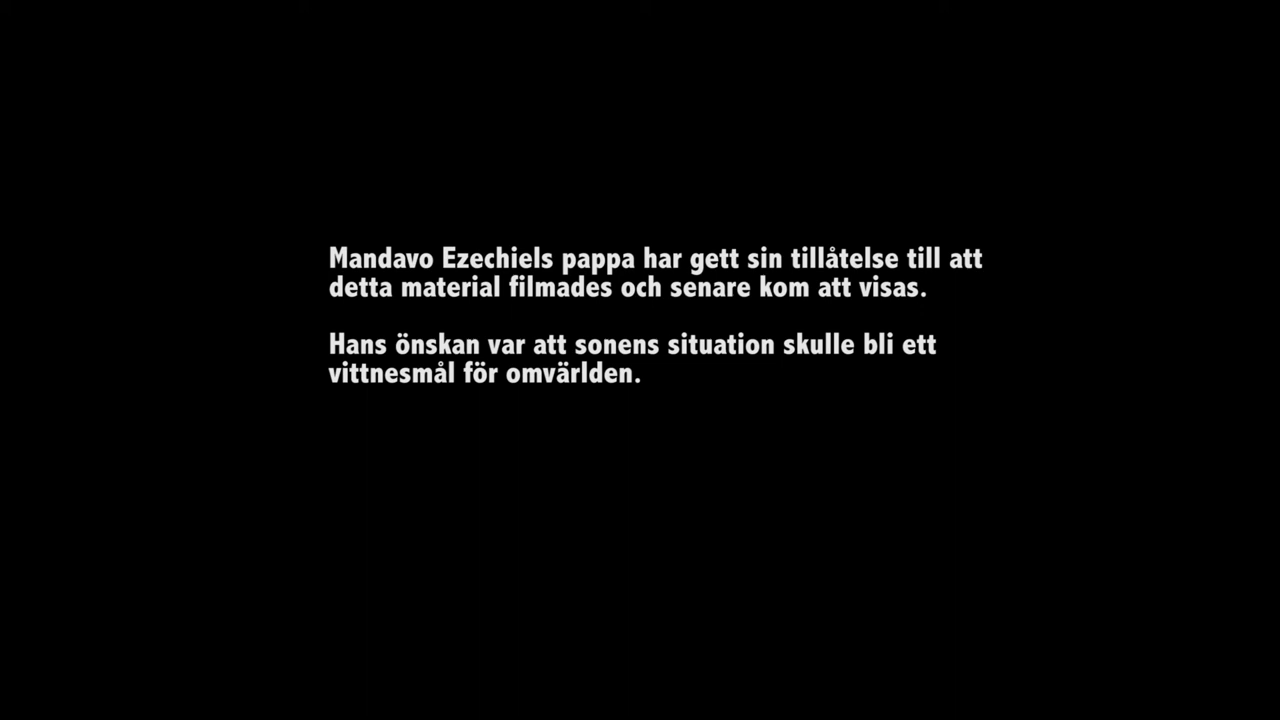 Mandavo Ezechiels pappa har gett sin tillåtelse till att
detta material filmades och senare kom att visas.
Hans önskan var att sonens situation skulle bli ett
vittnesmål för omvärlden.